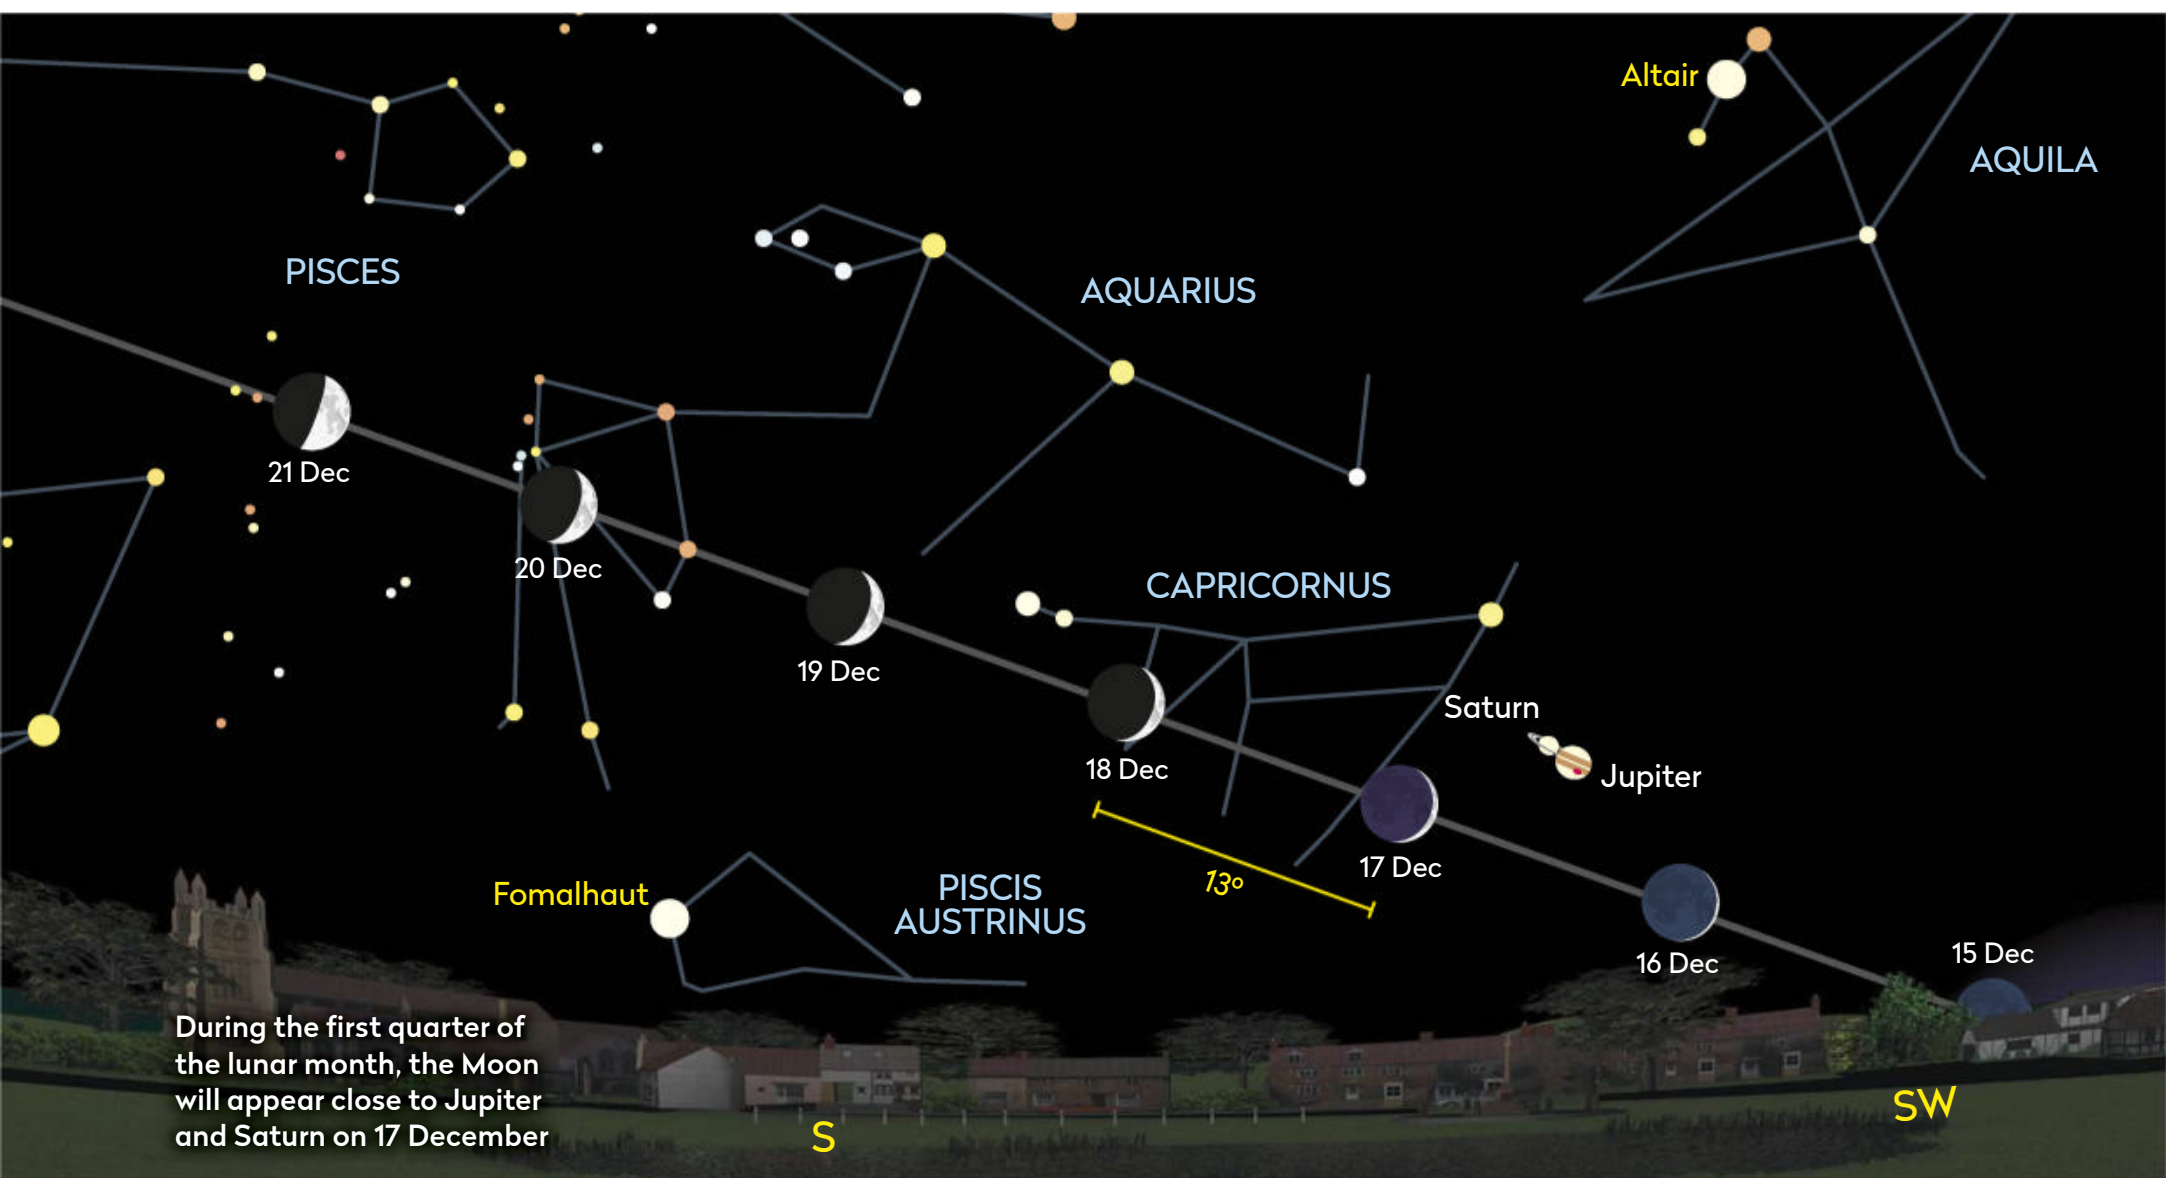 Altair
AQUILA
PISCES
AQUARIUS
21 Dec
20 Dec
CAPRICORNUS
19 Dec
Saturn
Jupiter
18 Dec
17 Dec
13º
Fomalhaut
PISCIS
AUSTRINUS
16 Dec
15 Dec
During the first quarter of
the lunar month, the Moon
will appear close to Jupiter
and Saturn on 17 December
S
SW